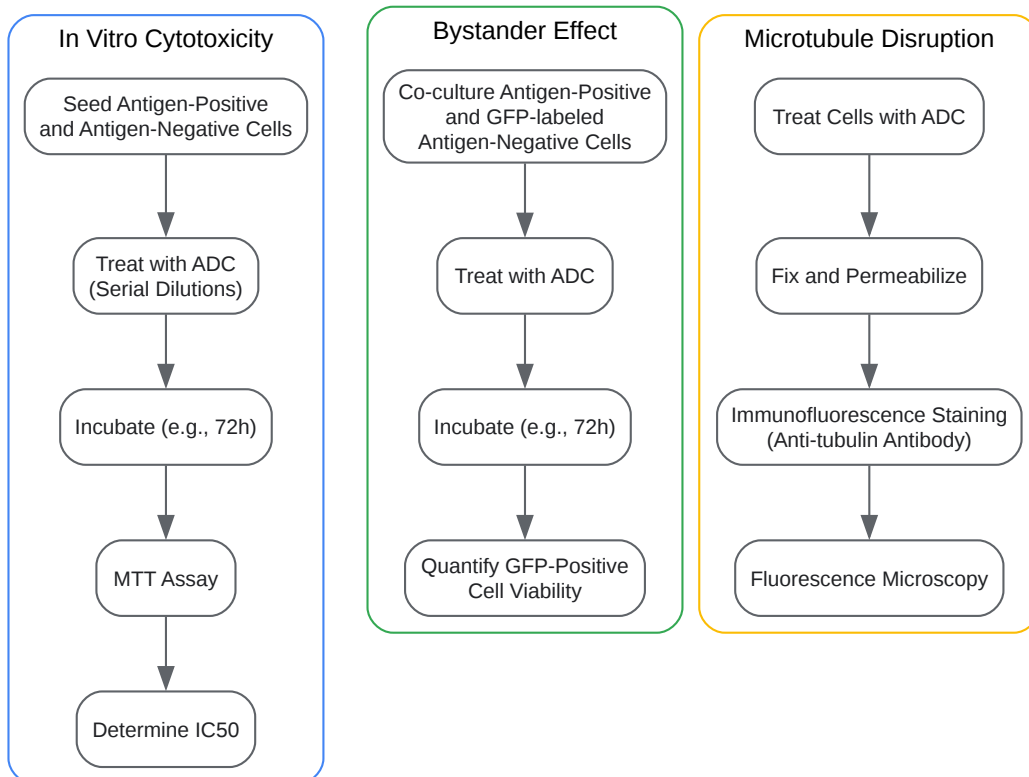 In Vitro Cytotoxicity
Seed Antigen-Positive
and Antigen-Negative Cells
Treat with ADC
(Serial Dilutions)
Incubate (e.g., 72h)
MTT Assay
Determine IC50
Bystander Effect
Co-culture Antigen-Positive
and GFP-labeled
Antigen-Negative Cells
Treat with ADC
Incubate (e.g., 72h)
Quantify GFP-Positive
Cell Viability
Microtubule Disruption
Treat Cells with ADC
Fix and Permeabilize
Immunofluorescence Staining
(Anti-tubulin Antibody)
Fluorescence Microscopy